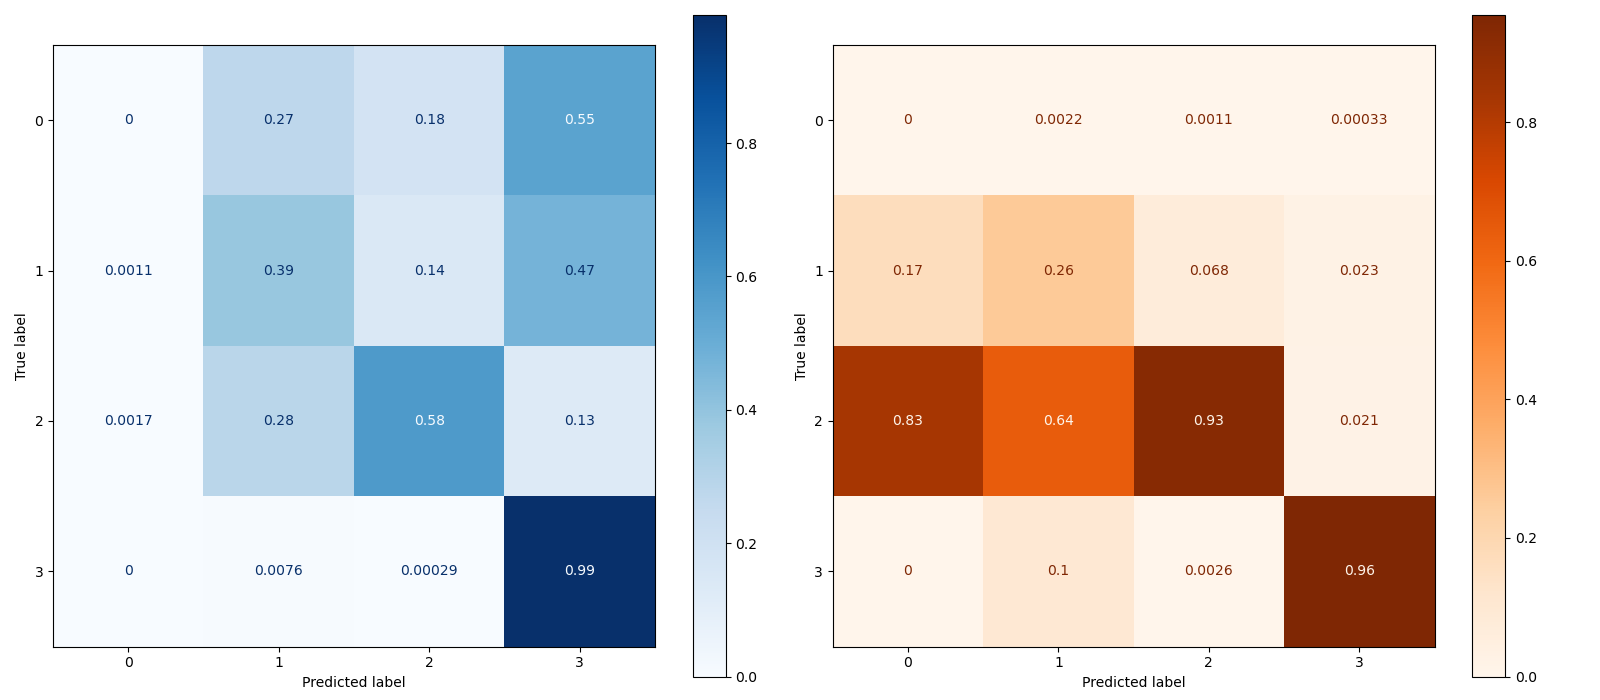 0 0.27 0.18 0.55
1 0.0011 0.39 0.14 0.47
2 0.0017 0.28 0.58 0.13
3 0 0.0076 0.00029 0.99
0 1 2 3
True label
Predicted label
0.8
0.6
0.4
0.2
0.0
0 0 0.0022 0.0011 0.00033
1 0.17 0.26 0.068 0.023
2 0.83 0.64 0.93 0.021
3 0 0.1 0.0026 0.96
0 1 2 3
True label
Predicted label
0.8
0.6
0.4
0.2
0.0